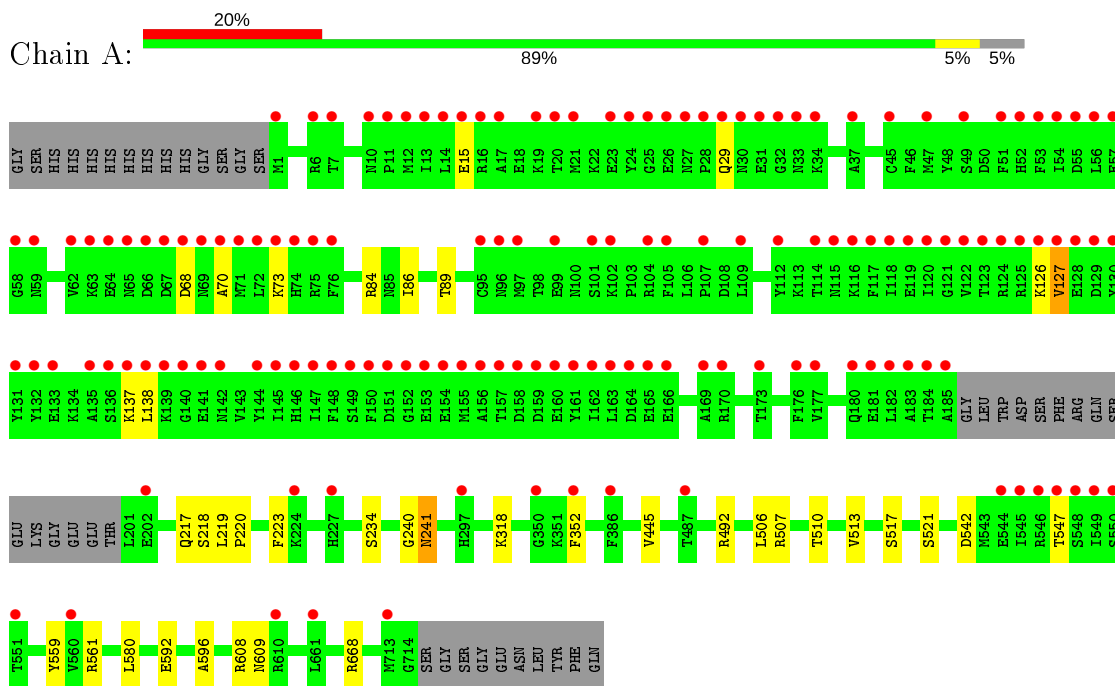 20%
Chain A:
89% 5% 5%
GLY SER HIS HIS HIS HIS HIS HIS HIS HIS GLY SER GLY SER M1 R6 T7 N10 P11 M12 I13 L14 E15 R16 A17 E18 K19 T20 M21 K22 E23 Y24 G25 E26 N27 P28 Q29 N30 E31 G32 N33 K34 A37 C45 F46 M47 Y48 S49 D50 F51 H52 F53 I54 D55 L56 E57
G58 N59 V62 K63 E64 N65 D66 D67 D68 N69 A70 M71 L72 K73 H74 R75 F76 R84 N85 I86 T89 C95 N96 M97 T98 E99 N100 S101 K102 P103 R104 F105 L106 P107 D108 L109 Y112 K113 T114 N115 K116 F117 I118 E119 I120 G121 V122 T123 R124 R125 K126 V127 E128 D129 Y130
Y131 Y132 E133 K134 A135 S136 K137 L138 K139 G140 E141 N142 V143 Y144 I145 H146 I147 F148 S149 F150 D151 G152 E153 E154 M155 A156 T157 D158 D159 E160 Y161 I162 L163 D164 E165 E166 A169 R170 T173 F176 V177 Q180 E181 L182 A183 T184 A185 GLY LEU TRP ASP SER PHE ARG GLN SER
GLU LYS GLY GLU GLU THR L201 E202 Q217 S218 L219 P220 F223 K224 H227 S234 G240 N241 H297 K318 G350 K351 F352 F386 V445 T487 R492 L506 R507 T510 V513 S517 S521 D542 M543 E544 I545 R546 T547 S548 I549 S550
T551 Y559 V560 R561 L580 E592 A596 R608 N609 R610 L661 R668 M713 G714 SER GLY SER GLY GLU ASN LEU TYR PHE GLN